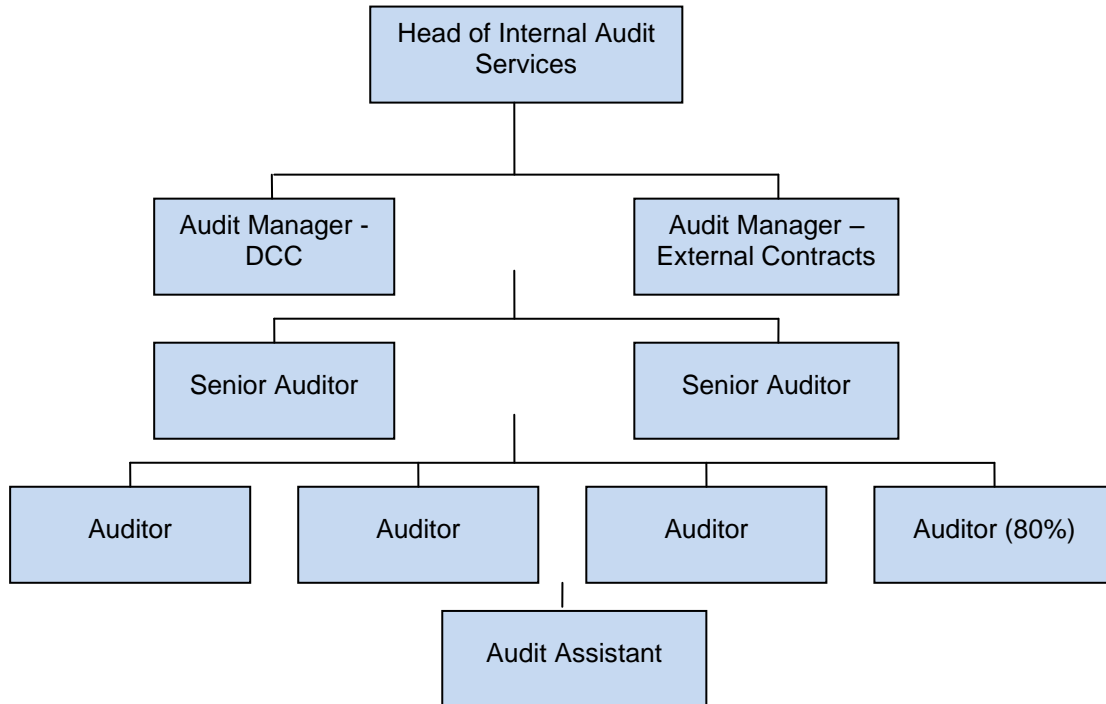 Head of Internal Audit
Services
Audit Manager -
DCC
Audit Manager –
External Contracts
Senior Auditor
Senior Auditor
Auditor
Auditor
Auditor
Auditor (80%)
Audit Assistant